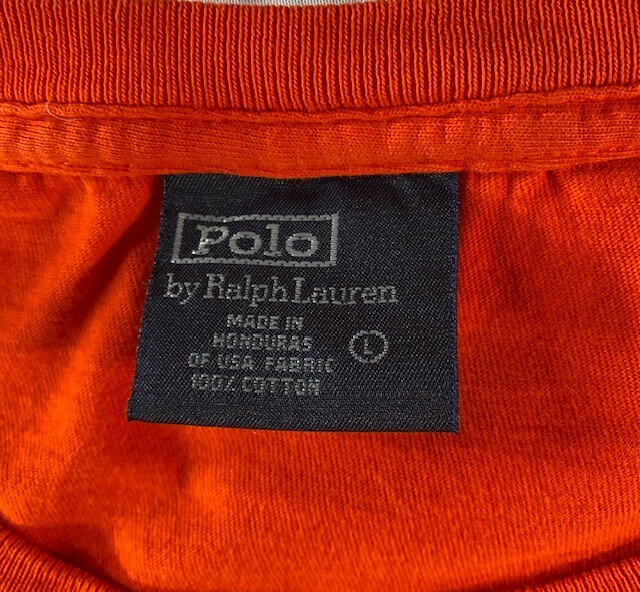 Polo
by Ralph Lauren
MADE IN
HONDURAS
OF USA FABRIC
100% COTTON
L